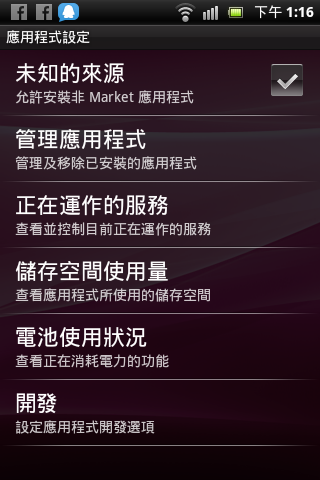 下午 1:16
應用程式設定
未知的來源
允許安裝非 Market 應用程式
管理應用程式
管理及移除已安裝的應用程式
正在運作的服務
查看並控制目前正在運作的服務
儲存空間使用量
查看應用程式所使用的儲存空間
電池使用狀況
查看正在消耗電力的功能
開發
設定應用程式開發選項